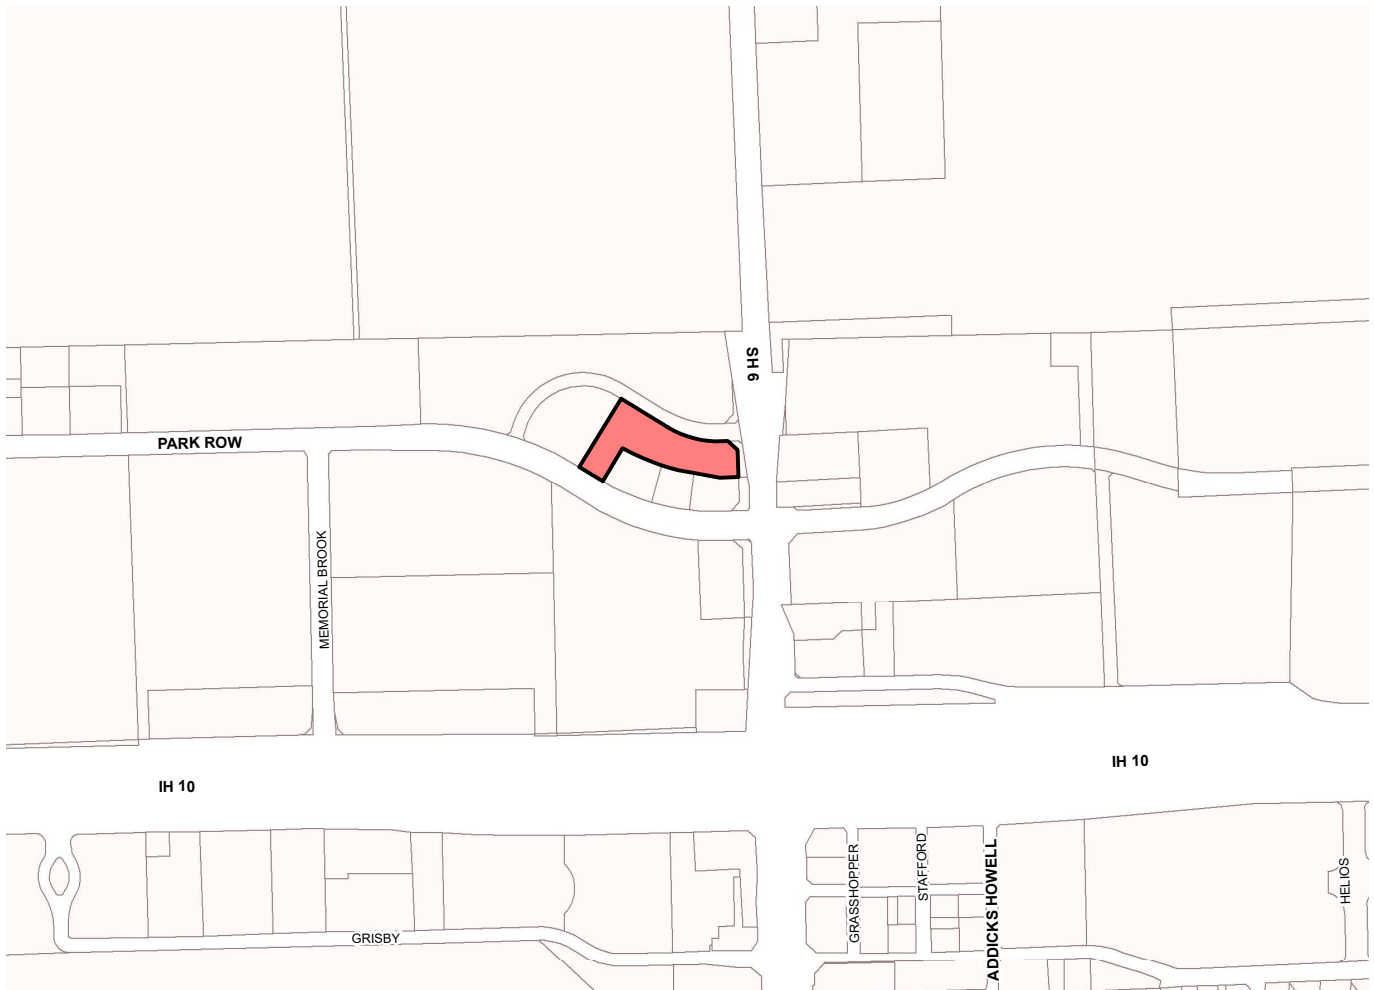 SH 6
PARK ROW
MEMORIAL BROOK
IH 10
IH 10
GRASSHOPPER
STAFFORD
ADDICKS HOWELL
HELIOS
GRISBY